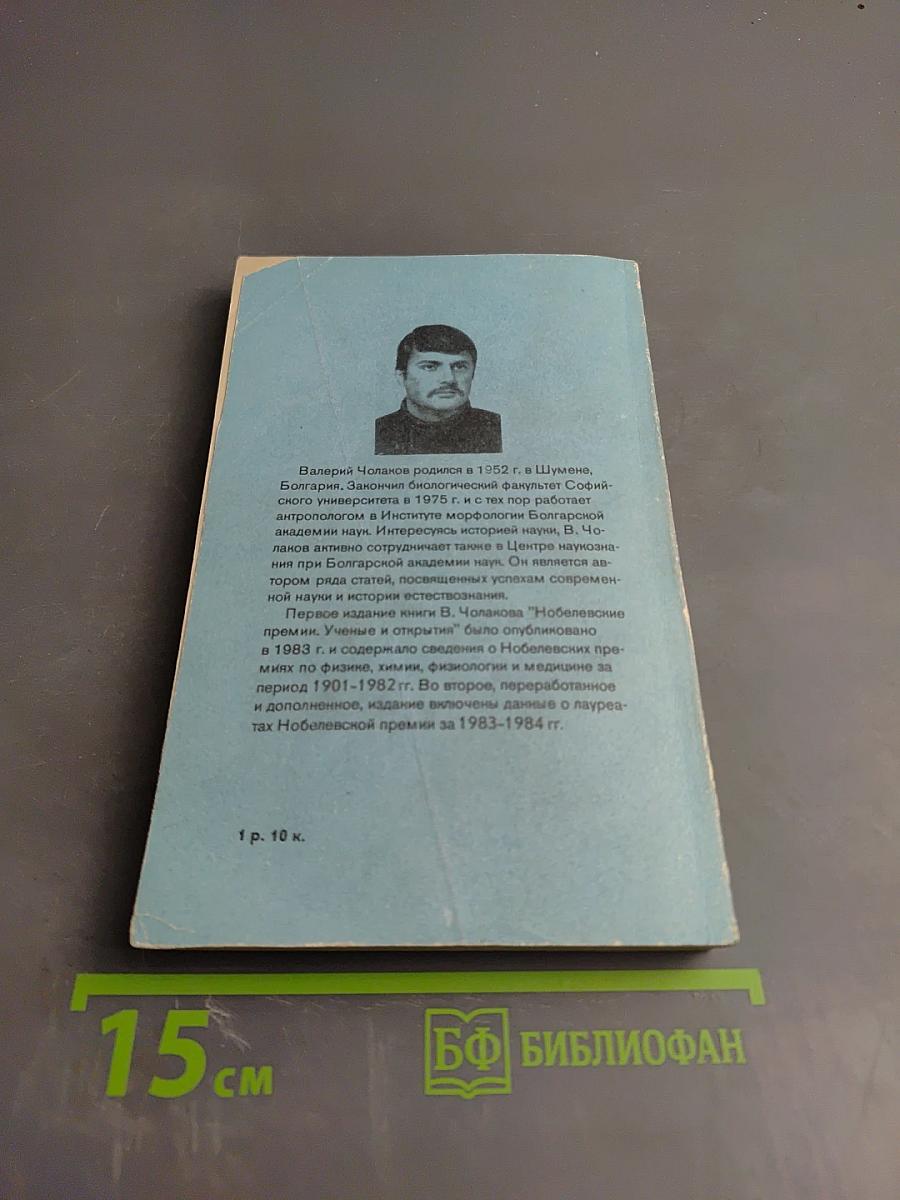 Валерий Чолаков родился в 1952 г. в Шумене,
Болгария. Закончил биологический факультет Софий-
ского университета в 1975 г. и с тех пор работает
антропологом в Институте морфологии Болгарской
академии наук. Интересуясь историей науки, В. Чо-
лаков активно сотрудничает также в Центре наукозна-
ния при Болгарской академии наук. Он является ав-
тором ряда статей, посвященных успехам современ-
ной науки и истории естествознания.
Первое издание книги В. Чолакова "Нобелевские
премии. Ученые и открытия" было опубликовано
в 1983 г. и содержало сведения о Нобелевских пре-
миях по физике, химии, физиологии и медицине за
период 1901-1982 гг. Во второе, переработанное
и дополненное, издание включены данные о лауреа-
тах Нобелевской премии за 1983-1984 гг.
1 р. 10 к.
15 см
БФ БИБЛИОФАН